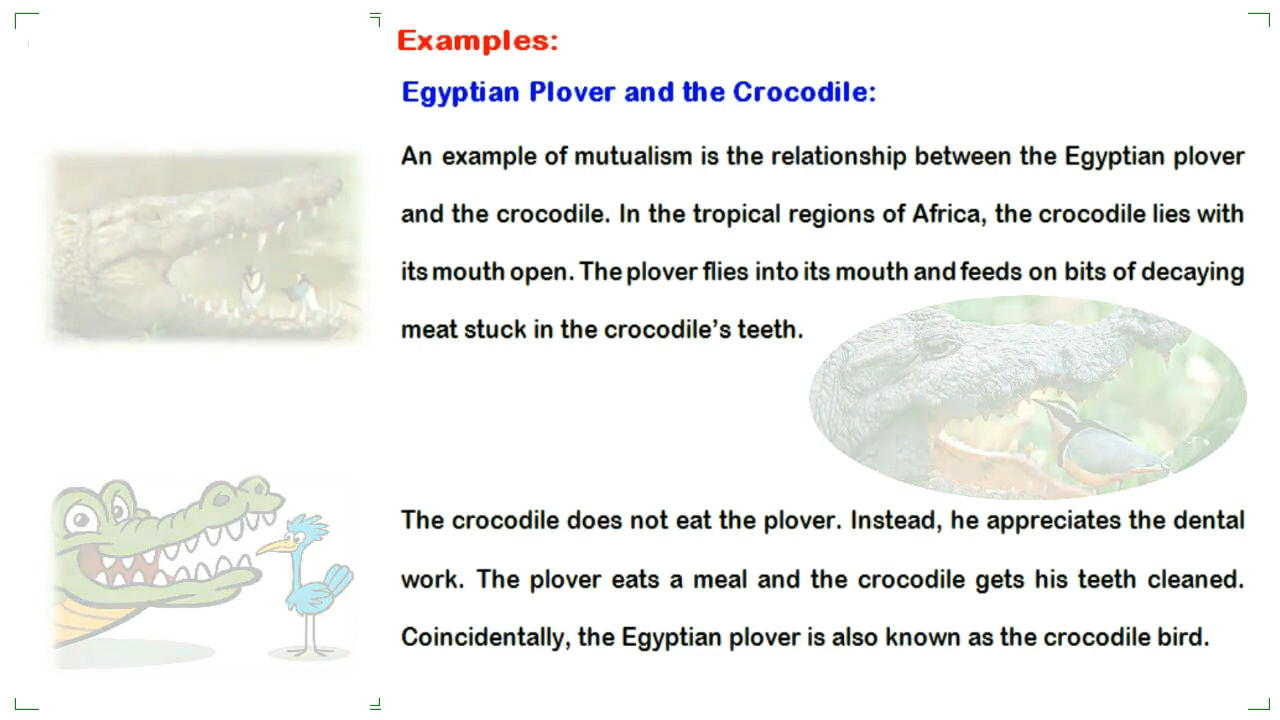 Examples:
Egyptian Plover and the Crocodile:
An example of mutualism is the relationship between the Egyptian plover
and the crocodile. In the tropical regions of Africa, the crocodile lies with
its mouth open. The plover flies into its mouth and feeds on bits of decaying
meat stuck in the crocodile’s teeth.
The crocodile does not eat the plover. Instead, he appreciates the dental
work. The plover eats a meal and the crocodile gets his teeth cleaned.
Coincidentally, the Egyptian plover is also known as the crocodile bird.